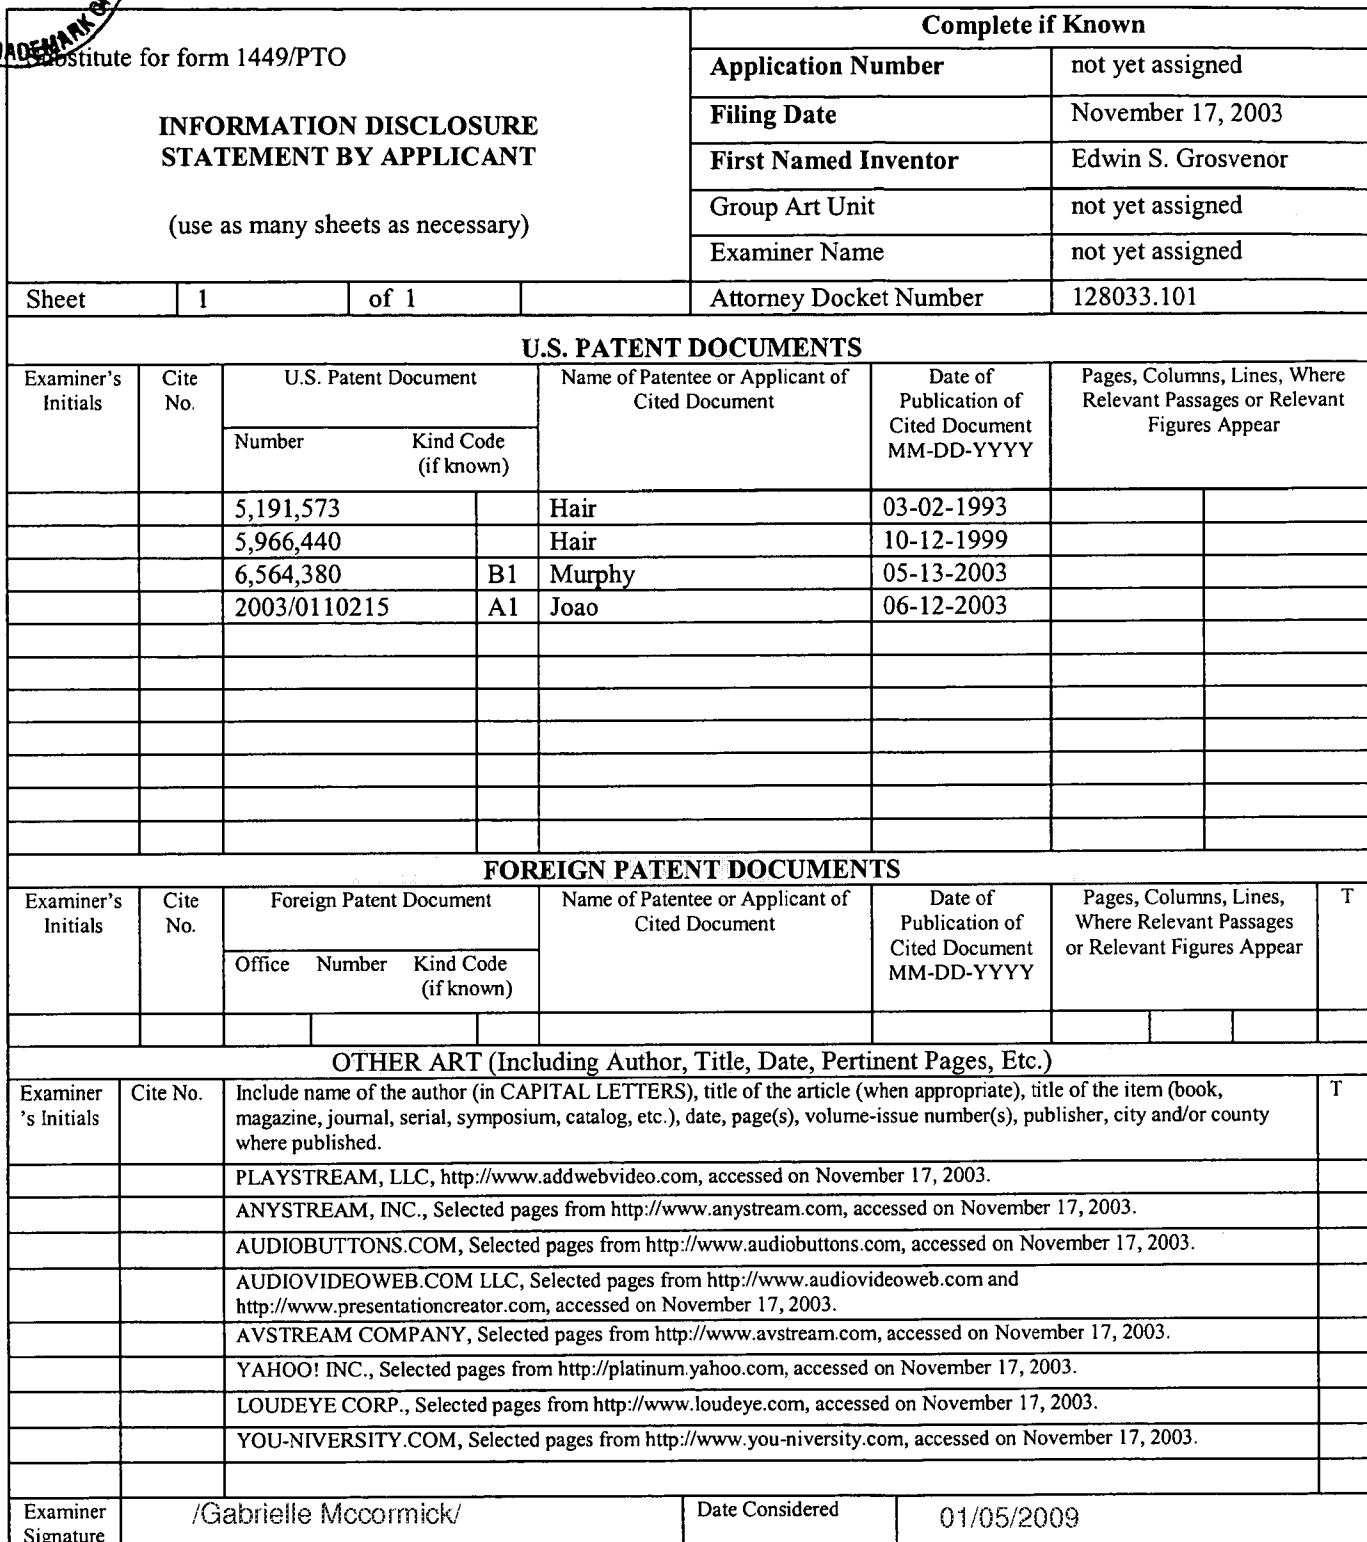 TRADEMARK
Substitute for form 1449/PTO
INFORMATION DISCLOSURE
STATEMENT BY APPLICANT
(use as many sheets as necessary)
Sheet 1 of 1
Complete if Known
Application Number not yet assigned
Filing Date November 17, 2003
First Named Inventor Edwin S. Grosvenor
Group Art Unit not yet assigned
Examiner Name not yet assigned
Attorney Docket Number 128033.101
U.S. PATENT DOCUMENTS
Examiner's Initials Cite No. U.S. Patent Document Name of Patentee or Applicant of Cited Document Date of Publication of Cited Document MM-DD-YYYY Pages, Columns, Lines, Where Relevant Passages or Relevant Figures Appear
Number Kind Code (if known)
5,191,573 Hair 03-02-1993
5,966,440 Hair 10-12-1999
6,564,380 B1 Murphy 05-13-2003
2003/0110215 A1 Joao 06-12-2003
FOREIGN PATENT DOCUMENTS
Examiner's Initials Cite No. Foreign Patent Document Name of Patentee or Applicant of Cited Document Date of Publication of Cited Document MM-DD-YYYY Pages, Columns, Lines, Where Relevant Passages or Relevant Figures Appear T
Office Number Kind Code (if known)
OTHER ART (Including Author, Title, Date, Pertinent Pages, Etc.)
Examiner 's Initials Cite No. Include name of the author (in CAPITAL LETTERS), title of the article (when appropriate), title of the item (book, T
magazine, journal, serial, symposium, catalog, etc.), date, page(s), volume-issue number(s), publisher, city and/or county
where published.
PLAYSTREAM, LLC, http://www.addwebvideo.com, accessed on November 17, 2003.
ANYSTREAM, INC., Selected pages from http://www.anystream.com, accessed on November 17, 2003.
AUDIOBUTTONS.COM, Selected pages from http://www.audiobuttons.com, accessed on November 17, 2003.
AUDIOVIDEOWEB.COM LLC, Selected pages from http://www.audiovideoweb.com and
http://www.presentationcreator.com, accessed on November 17, 2003.
AVSTREAM COMPANY, Selected pages from http://www.avstream.com, accessed on November 17, 2003.
YAHOO! INC., Selected pages from http://platinum.yahoo.com, accessed on November 17, 2003.
LOUDEYE CORP., Selected pages from http://www.loudeye.com, accessed on November 17, 2003.
YOU-NIVERSITY.COM, Selected pages from http://www.you-niversity.com, accessed on November 17, 2003.
Examiner Signature /Gabrielle Mccormick/ Date Considered 01/05/2009